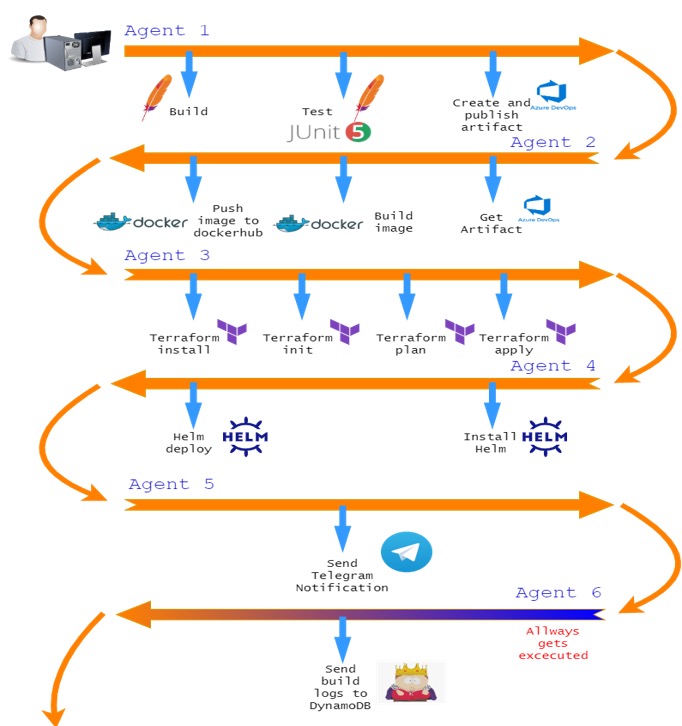 Agent 1
Build
Test
JUnit 5
Create and
publish
artifact
Azure DevOps
Agent 2
docker
Push
image to
dockerhub
docker
Build
image
Get
Artifact
Azure DevOps
Agent 3
Terraform
install
Terraform
init
Terraform
plan
Terraform
apply
Agent 4
Helm
deploy
HELM
Install
Helm
HELM
Agent 5
Send
Telegram
Notification
Agent 6
Allways
gets
excecuted
Send
build
logs to
DynamoDB